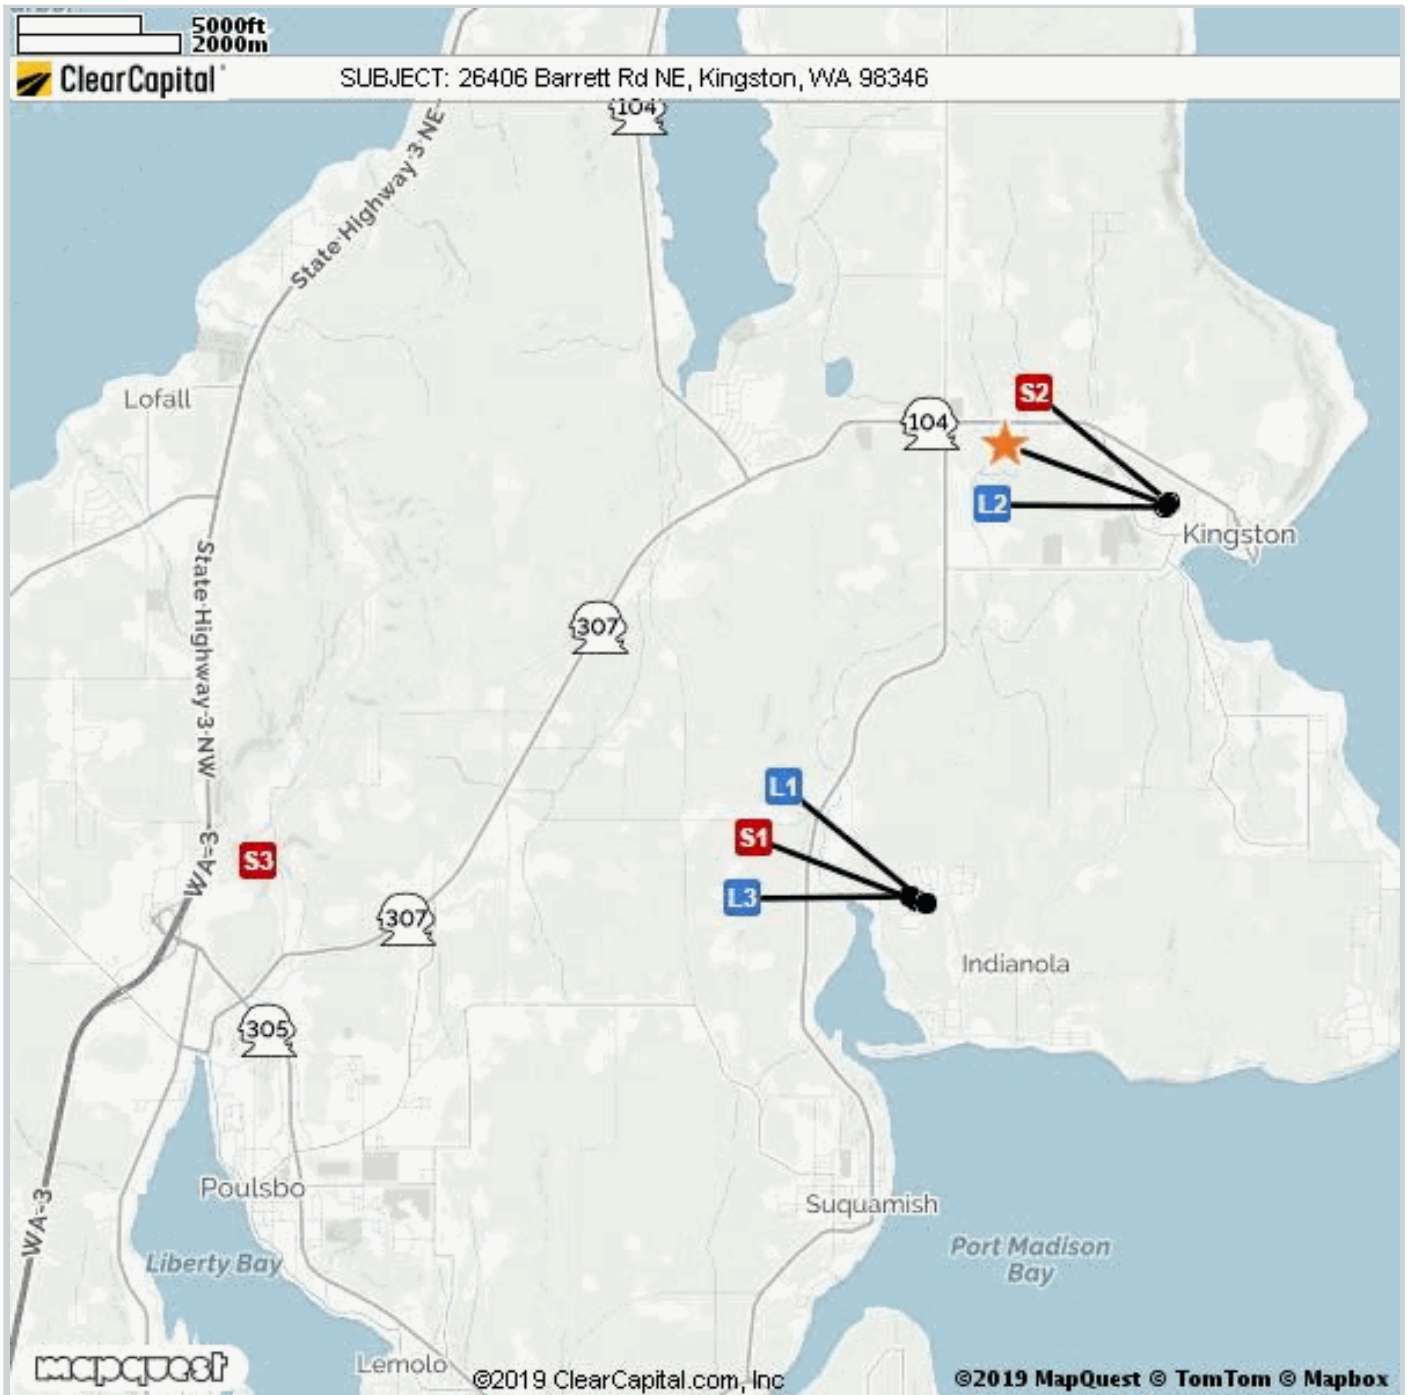 5000ft
2000m
ClearCapital
SUBJECT: 26406 Barrett Rd NE, Kingston, WA 98346
104
State Highway 3 NE
Lofall
S2
104
L2
Kingston
State Highway 3 NW
307
L1
S1
WA-3
S3
L3
307
Indianola
305
Poulsbo
Suquamish
WA-3
Liberty Bay
Port Madison
Bay
Lemolo
mapquest
©2019 ClearCapital.com, Inc
©2019 MapQuest © TomTom © Mapbox